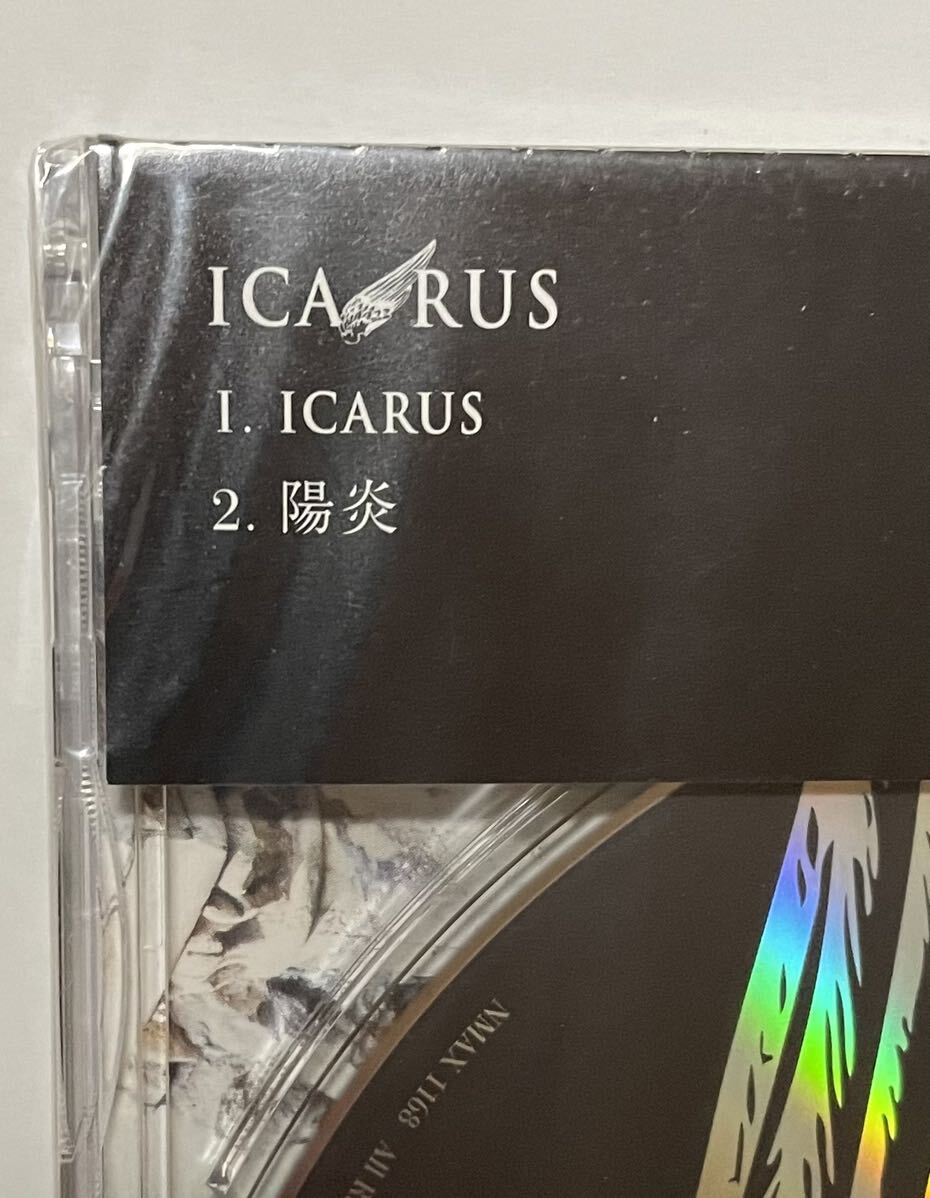 ICARUS
1. ICARUS
2. 陽炎
NMAX 1168 All R